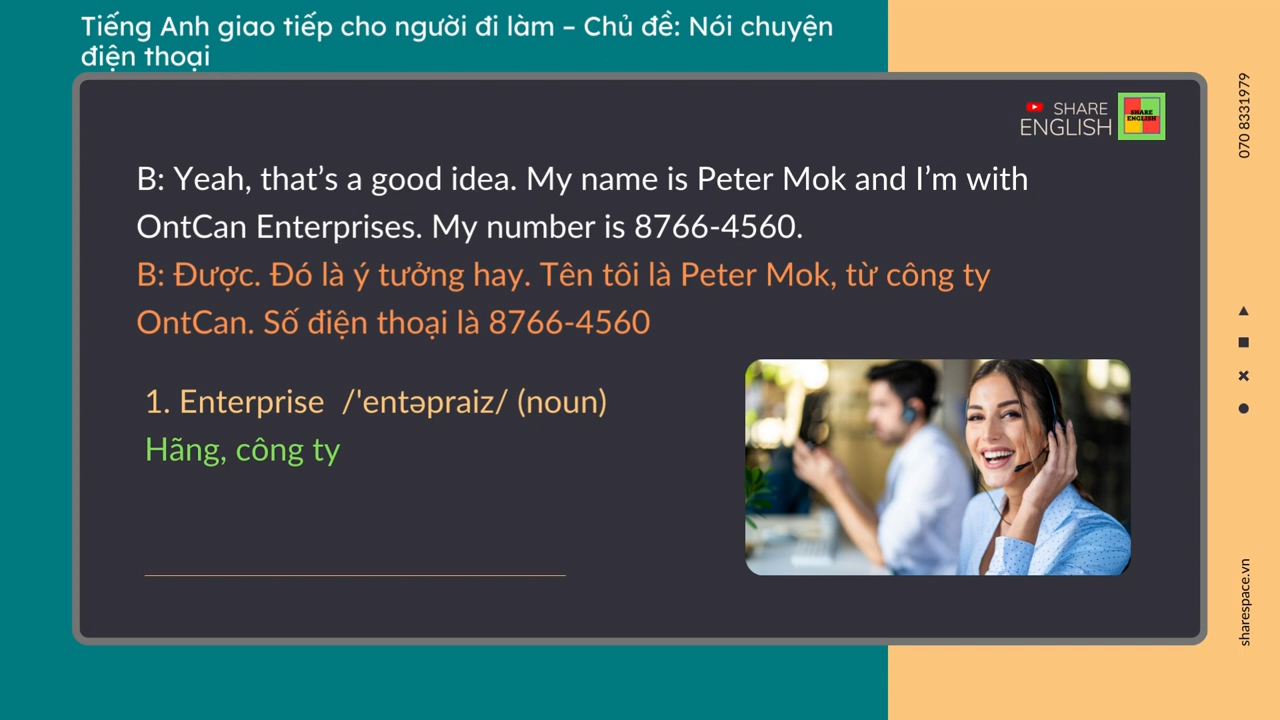 Tiếng Anh giao tiếp cho người đi làm – Chủ đề: Nói chuyện
điện thoại
SHARE
ENGLISH
SHARE
ENGLISH
B: Yeah, that’s a good idea. My name is Peter Mok and I’m with
OntCan Enterprises. My number is 8766-4560.
B: Được. Đó là ý tưởng hay. Tên tôi là Peter Mok, từ công ty
OntCan. Số điện thoại là 8766-4560
1. Enterprise /'entəpraiz/ (noun)
Hãng, công ty
070 8331979
sharespace.vn